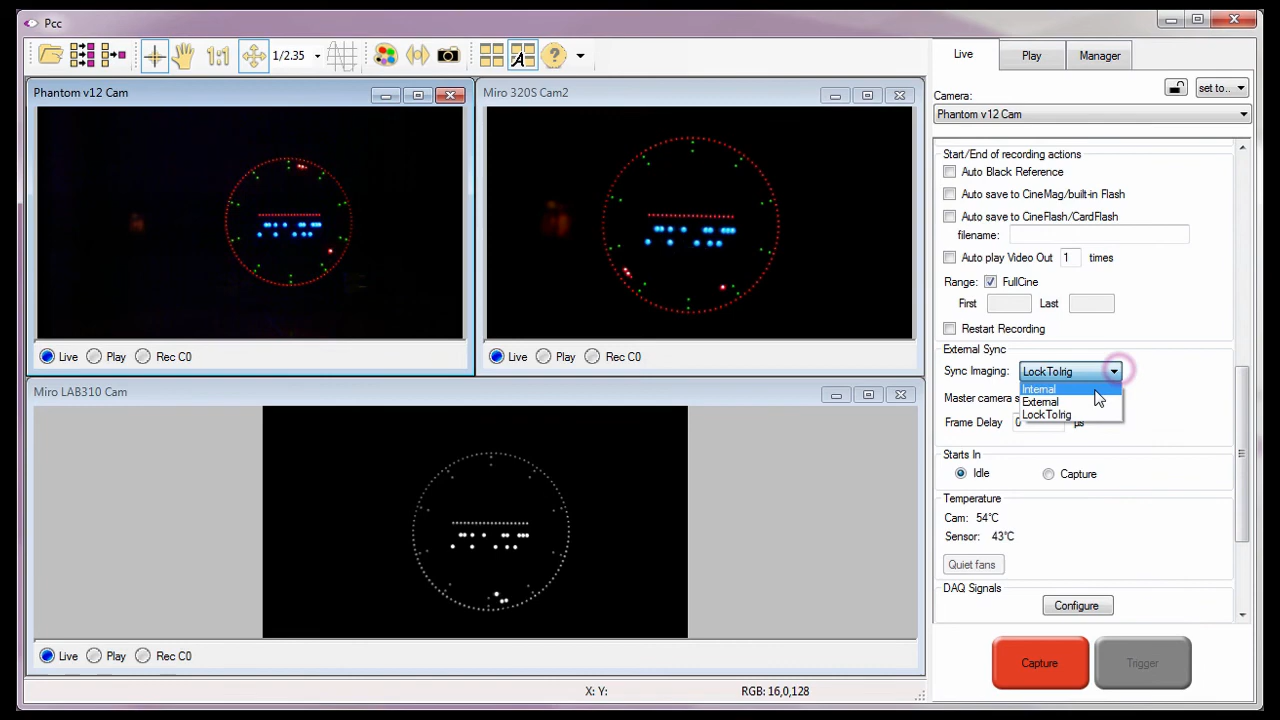 Pcc
1:1
1/2.35
A
?
Phantom v12 Cam
Live
Play
Rec C0
Miro 320S Cam2
Live
Play
Rec C0
Miro LAB310 Cam
Live
Play
Rec C0
X: Y:
RGB: 16,0,128
Live
Play
Manager
Camera:
set to..
Phantom v12 Cam
Start/End of recording actions
Auto Black Reference
Auto save to CineMag/built-in Flash
Auto save to CineFlash/CardFlash
filename:
Auto play Video Out 1 times
Range: FullCine
First Last
Restart Recording
External Sync
Sync Imaging: LockToIrig
Internal
External
LockToIrig
Master camera s
Frame Delay 0 µs
Starts In
Idle Capture
Temperature
Cam: 54°C
Sensor: 43°C
Quiet fans
DAQ Signals
Configure
Capture
Trigger